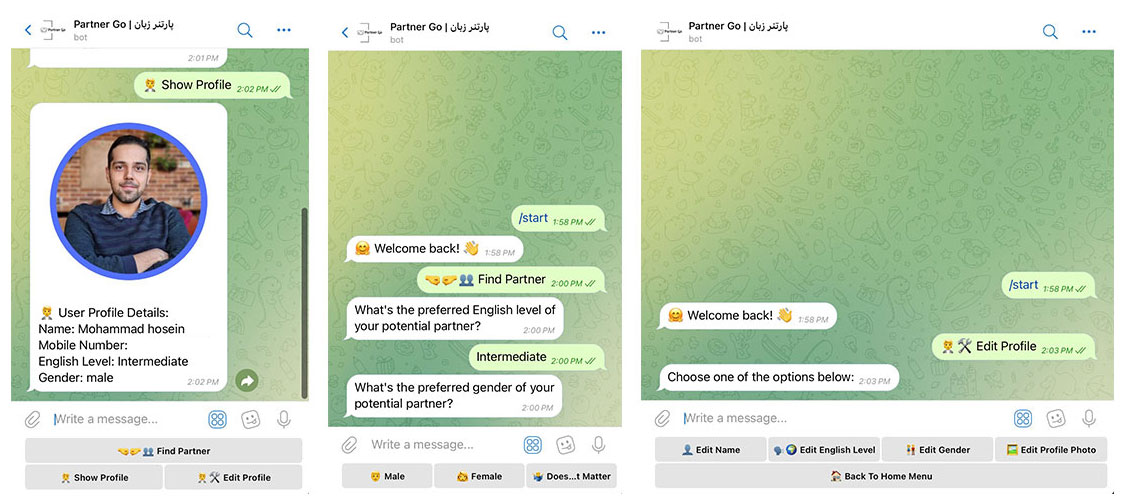 Partner Go | پارتنر زبان
bot
2:01 PM
Show Profile 2:02 PM
User Profile Details:
Name: Mohammad hosein
Mobile Number:
English Level: Intermediate
Gender: male
2:02 PM
Write a message...
Find Partner
Show Profile
Edit Profile
Partner Go | پارتنر زبان
bot
/start 1:58 PM
Welcome back! 1:58 PM
Find Partner 2:00 PM
What's the preferred English level of
your potential partner?
2:00 PM
Intermediate 2:00 PM
What's the preferred gender of your
potential partner?
2:00 PM
Write a message...
Male
Female
Does...t Matter
Partner Go | پارتنر زبان
bot
/start 1:58 PM
Welcome back! 1:58 PM
Edit Profile 2:03 PM
Choose one of the options below: 2:03 PM
Write a message...
Edit Name
Edit English Level
Edit Gender
Edit Profile Photo
Back To Home Menu